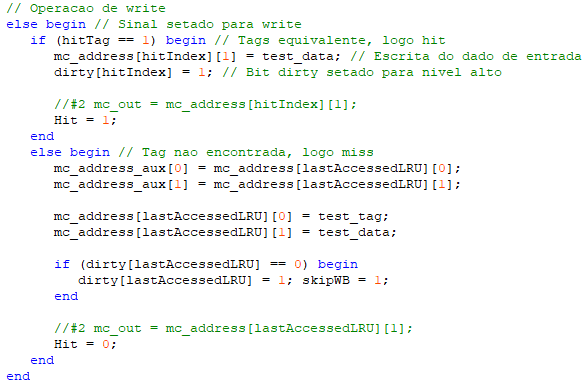 // Operacao de write
else begin // Sinal setado para write
   if (hitTag == 1) begin // Tags equivalente, logo hit
      mc_address[hitIndex][1] = test_data; // Escrita do dado de entrada
      dirty[hitIndex] = 1; // Bit dirty setado para nivel alto

      //#2 mc_out = mc_address[hitIndex][1];
      Hit = 1;
   end
   else begin // Tag nao encontrada, logo miss
      mc_address_aux[0] = mc_address[lastAccessedLRU][0];
      mc_address_aux[1] = mc_address[lastAccessedLRU][1];

      mc_address[lastAccessedLRU][0] = test_tag;
      mc_address[lastAccessedLRU][1] = test_data;

      if (dirty[lastAccessedLRU] == 0) begin
         dirty[lastAccessedLRU] = 1; skipWB = 1;
      end

      //#2 mc_out = mc_address[lastAccessedLRU][1];
      Hit = 0;
   end
end